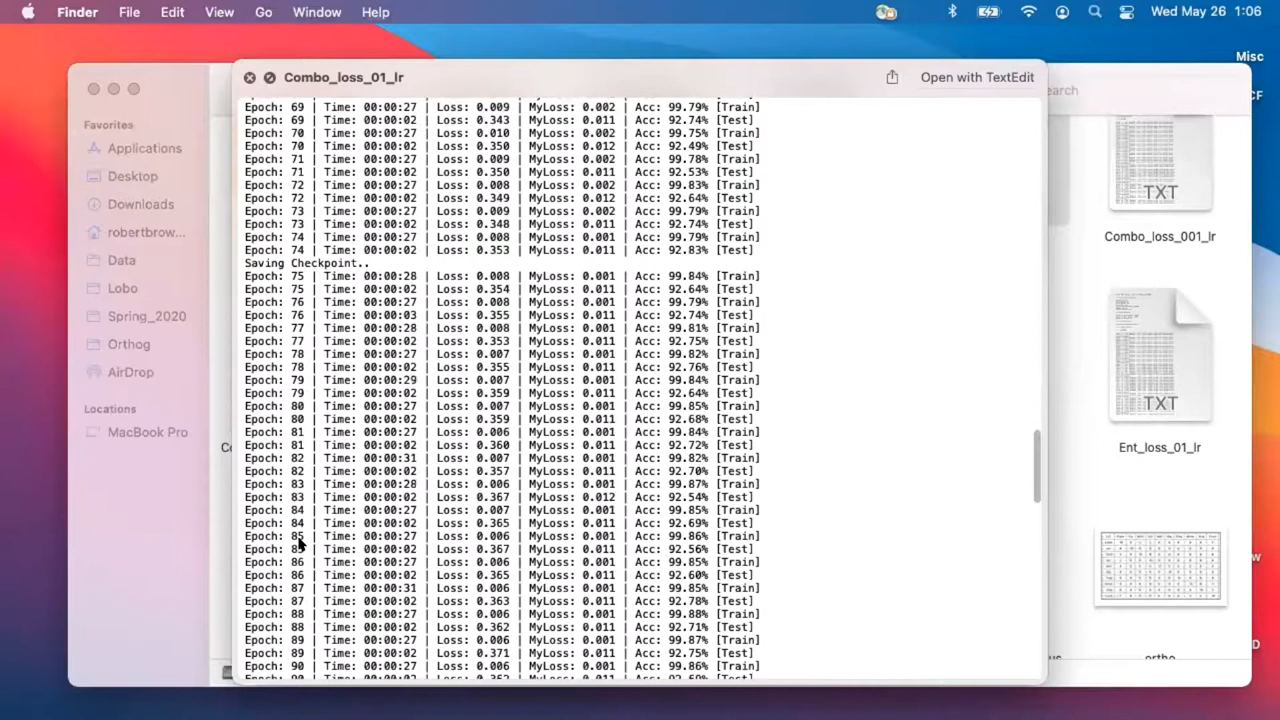 Finder File Edit View Go Window Help Wed May 26 1:06
Misc
Combo_loss_01_lr Open with TextEdit
earch
CF
Favorites
Applications
Desktop
Downloads
robertbrow...
Data
Lobo
Spring_2020
Orthog
AirDrop
Locations
MacBook Pro
Epoch: 69 | Time: 00:00:27 | Loss: 0.009 | MyLoss: 0.002 | Acc: 99.79% [Train]
Epoch: 69 | Time: 00:00:02 | Loss: 0.343 | MyLoss: 0.011 | Acc: 92.74% [Test]
Epoch: 70 | Time: 00:00:27 | Loss: 0.010 | MyLoss: 0.002 | Acc: 99.75% [Train]
Epoch: 70 | Time: 00:00:02 | Loss: 0.350 | MyLoss: 0.012 | Acc: 92.49% [Test]
Epoch: 71 | Time: 00:00:27 | Loss: 0.009 | MyLoss: 0.002 | Acc: 99.78% [Train]
Epoch: 71 | Time: 00:00:02 | Loss: 0.350 | MyLoss: 0.011 | Acc: 92.53% [Test]
Epoch: 72 | Time: 00:00:27 | Loss: 0.008 | MyLoss: 0.002 | Acc: 99.83% [Train]
Epoch: 72 | Time: 00:00:02 | Loss: 0.349 | MyLoss: 0.012 | Acc: 92.64% [Test]
Epoch: 73 | Time: 00:00:27 | Loss: 0.009 | MyLoss: 0.002 | Acc: 99.79% [Train]
Epoch: 73 | Time: 00:00:02 | Loss: 0.348 | MyLoss: 0.011 | Acc: 92.74% [Test]
Epoch: 74 | Time: 00:00:27 | Loss: 0.008 | MyLoss: 0.001 | Acc: 99.79% [Train]
Epoch: 74 | Time: 00:00:02 | Loss: 0.353 | MyLoss: 0.011 | Acc: 92.83% [Test]
Saving Checkpoint..
Epoch: 75 | Time: 00:00:28 | Loss: 0.008 | MyLoss: 0.001 | Acc: 99.84% [Train]
Epoch: 75 | Time: 00:00:02 | Loss: 0.354 | MyLoss: 0.011 | Acc: 92.64% [Test]
Epoch: 76 | Time: 00:00:27 | Loss: 0.008 | MyLoss: 0.001 | Acc: 99.79% [Train]
Epoch: 76 | Time: 00:00:02 | Loss: 0.353 | MyLoss: 0.011 | Acc: 92.74% [Test]
Epoch: 77 | Time: 00:00:28 | Loss: 0.008 | MyLoss: 0.001 | Acc: 99.81% [Train]
Epoch: 77 | Time: 00:00:02 | Loss: 0.353 | MyLoss: 0.011 | Acc: 92.75% [Test]
Epoch: 78 | Time: 00:00:27 | Loss: 0.007 | MyLoss: 0.001 | Acc: 99.82% [Train]
Epoch: 78 | Time: 00:00:02 | Loss: 0.355 | MyLoss: 0.011 | Acc: 92.76% [Test]
Epoch: 79 | Time: 00:00:29 | Loss: 0.007 | MyLoss: 0.001 | Acc: 99.84% [Train]
Epoch: 79 | Time: 00:00:02 | Loss: 0.359 | MyLoss: 0.011 | Acc: 92.64% [Test]
Epoch: 80 | Time: 00:00:27 | Loss: 0.007 | MyLoss: 0.001 | Acc: 99.85% [Train]
Epoch: 80 | Time: 00:00:02 | Loss: 0.359 | MyLoss: 0.011 | Acc: 92.68% [Test]
Epoch: 81 | Time: 00:00:27 | Loss: 0.006 | MyLoss: 0.001 | Acc: 99.84% [Train]
Epoch: 81 | Time: 00:00:02 | Loss: 0.360 | MyLoss: 0.011 | Acc: 92.72% [Test]
Epoch: 82 | Time: 00:00:31 | Loss: 0.007 | MyLoss: 0.001 | Acc: 99.82% [Train]
Epoch: 82 | Time: 00:00:02 | Loss: 0.357 | MyLoss: 0.011 | Acc: 92.70% [Test]
Epoch: 83 | Time: 00:00:28 | Loss: 0.006 | MyLoss: 0.001 | Acc: 99.87% [Train]
Epoch: 83 | Time: 00:00:02 | Loss: 0.367 | MyLoss: 0.012 | Acc: 92.54% [Test]
Epoch: 84 | Time: 00:00:27 | Loss: 0.007 | MyLoss: 0.001 | Acc: 99.85% [Train]
Epoch: 84 | Time: 00:00:02 | Loss: 0.365 | MyLoss: 0.011 | Acc: 92.69% [Test]
Epoch: 85 | Time: 00:00:27 | Loss: 0.006 | MyLoss: 0.001 | Acc: 99.86% [Train]
Epoch: 85 | Time: 00:00:02 | Loss: 0.367 | MyLoss: 0.011 | Acc: 92.56% [Test]
Epoch: 86 | Time: 00:00:27 | Loss: 0.006 | MyLoss: 0.001 | Acc: 99.85% [Train]
Epoch: 86 | Time: 00:00:02 | Loss: 0.365 | MyLoss: 0.011 | Acc: 92.60% [Test]
Epoch: 87 | Time: 00:00:31 | Loss: 0.006 | MyLoss: 0.001 | Acc: 99.85% [Train]
Epoch: 87 | Time: 00:00:02 | Loss: 0.363 | MyLoss: 0.011 | Acc: 92.78% [Test]
Epoch: 88 | Time: 00:00:27 | Loss: 0.006 | MyLoss: 0.001 | Acc: 99.88% [Train]
Epoch: 88 | Time: 00:00:02 | Loss: 0.362 | MyLoss: 0.011 | Acc: 92.71% [Test]
Epoch: 89 | Time: 00:00:27 | Loss: 0.006 | MyLoss: 0.001 | Acc: 99.87% [Train]
Epoch: 89 | Time: 00:00:02 | Loss: 0.371 | MyLoss: 0.011 | Acc: 92.75% [Test]
Epoch: 90 | Time: 00:00:27 | Loss: 0.006 | MyLoss: 0.001 | Acc: 99.86% [Train]
TXT
Combo_loss_001_lr
TXT
Ent_loss_01_lr
ortho